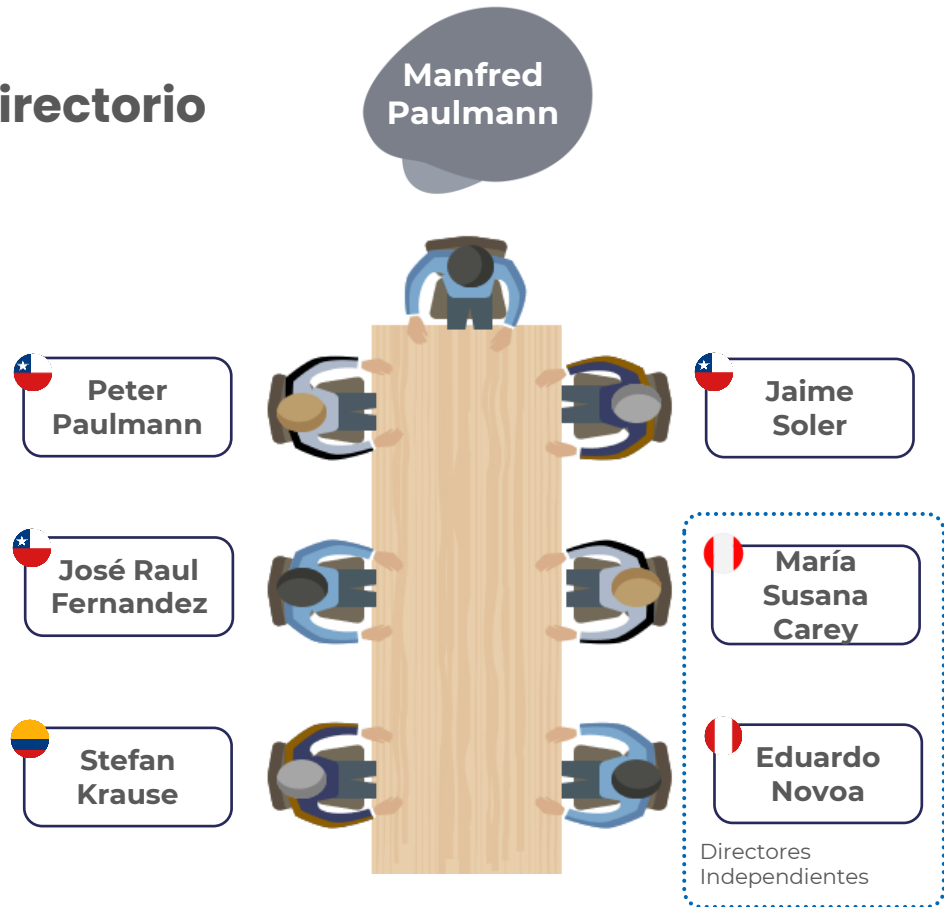 irectorio
Manfred
Paulmann
Peter
Paulmann
Jaime
Soler
José Raul
Fernandez
María
Susana
Carey
Stefan
Krause
Eduardo
Novoa
Directores
Independientes